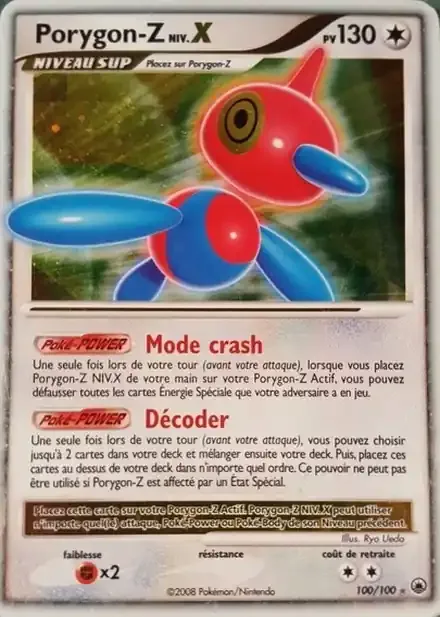 Porygon-Z NIV.X PV 130
NIVEAU SUP Placez sur Porygon-Z
Poké-POWER Mode crash
Une seule fois lors de votre tour (avant votre attaque), lorsque vous placez
Porygon-Z NIV.X de votre main sur votre Porygon-Z Actif, vous pouvez
défausser toutes les cartes Énergie Spéciale que votre adversaire a en jeu.
Poké-POWER Décoder
Une seule fois lors de votre tour (avant votre attaque), vous pouvez choisir
jusqu'à 2 cartes dans votre deck et mélanger ensuite votre deck. Puis, placez ces
cartes au dessus de votre deck dans n'importe quel ordre. Ce pouvoir ne peut pas
être utilisé si Porygon-Z est affecté par un État Spécial.
Placez cette carte sur votre Porygon-Z Actif. Porygon-Z NIV. X peut utiliser
n'importe quel(le) attaque, Poké-Power ou Poké-Body de son Niveau précédent.
Illus. Ryo Ueda
faiblesse résistance coût de retraite
x2
©2008 Pokémon/Nintendo 100/100